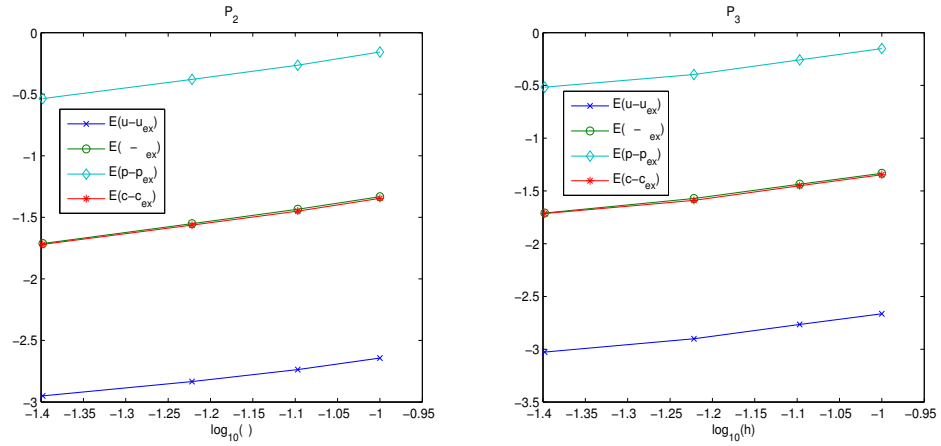 P2
0
−0.5
−1
−1.5
−2
−2.5
−3
E(u−uex)
E( − ex)
E(p−pex)
E(c−cex)
−1.4 −1.35 −1.3 −1.25 −1.2 −1.15 −1.1 −1.05 −1 −0.95
log10( )
P3
0
−0.5
−1
−1.5
−2
−2.5
−3
−3.5
E(u−uex)
E( − ex)
E(p−pex)
E(c−cex)
−1.4 −1.35 −1.3 −1.25 −1.2 −1.15 −1.1 −1.05 −1 −0.95
log10(h)